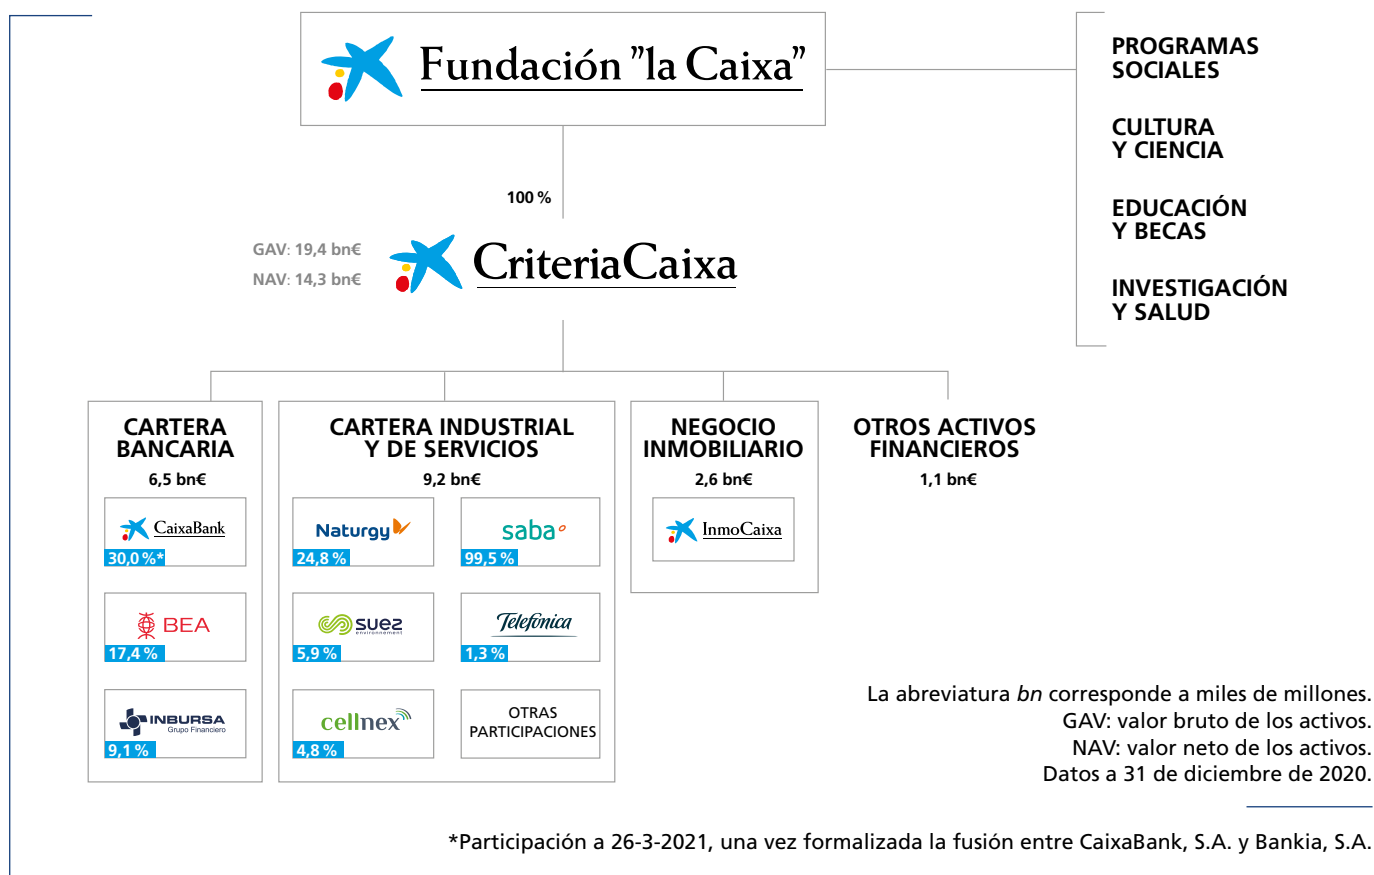 Fundación ”la Caixa”
PROGRAMAS
SOCIALES
CULTURA
Y CIENCIA
EDUCACIÓN
Y BECAS
INVESTIGACIÓN
Y SALUD
100 %
GAV: 19,4 bn€
NAV: 14,3 bn€
CriteriaCaixa
CARTERA
BANCARIA
6,5 bn€
CaixaBank
30,0 %*
BEA
17,4 %
INBURSA
Grupo Financiero
9,1 %
CARTERA INDUSTRIAL
Y DE SERVICIOS
9,2 bn€
Naturgy
24,8 %
saba
99,5 %
suez
environnement
5,9 %
Telefónica
1,3 %
cellnex
4,8 %
OTRAS
PARTICIPACIONES
NEGOCIO
INMOBILIARIO
2,6 bn€
InmoCaixa
OTROS ACTIVOS
FINANCIEROS
1,1 bn€
La abreviatura bn corresponde a miles de millones.
GAV: valor bruto de los activos.
NAV: valor neto de los activos.
Datos a 31 de diciembre de 2020.
*Participación a 26-3-2021, una vez formalizada la fusión entre CaixaBank, S.A. y Bankia, S.A.